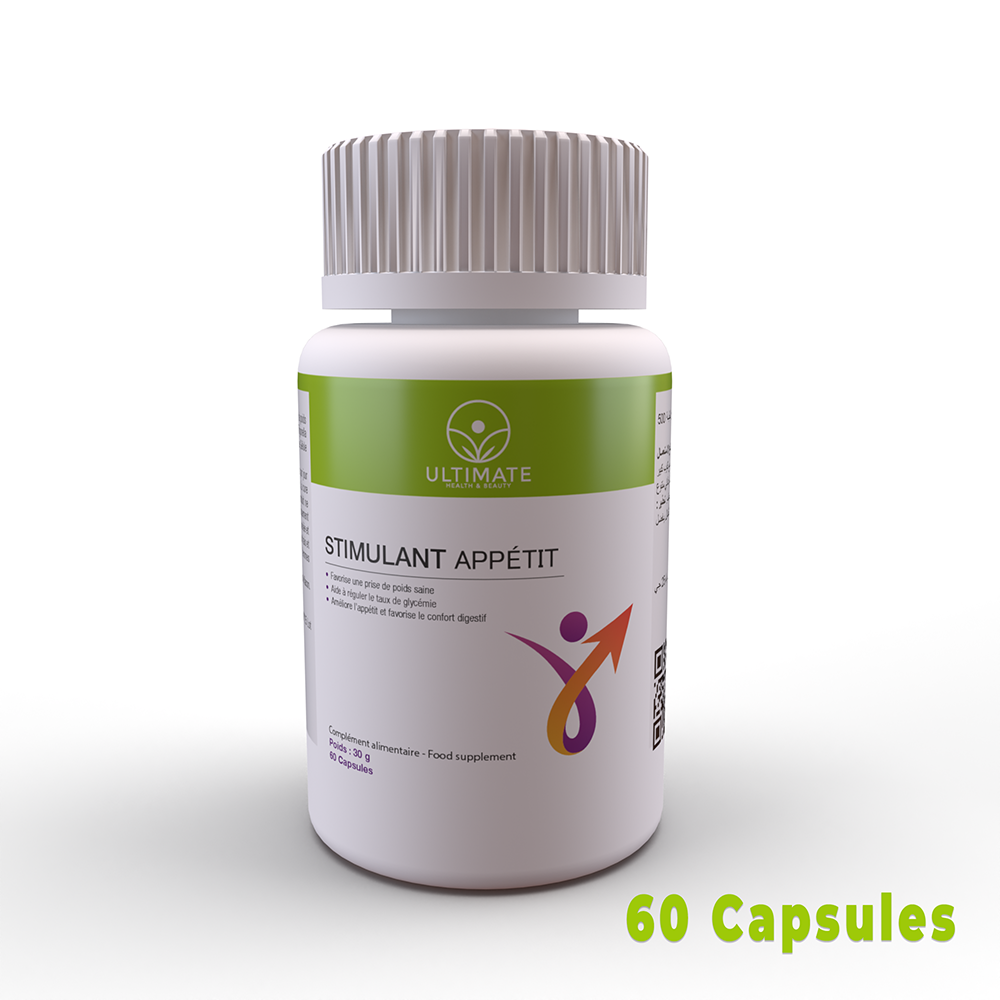 ULTIMATE
HEALTH & BEAUTY
STIMULANT APPÉTIT
• Favorise une prise de poids saine
• Aide à réguler le taux de glycémie
• Améliore l'appétit et favorise le confort digestif
Complément alimentaire - Food supplement
Poids : 30 g
60 Capsules
500
60 Capsules